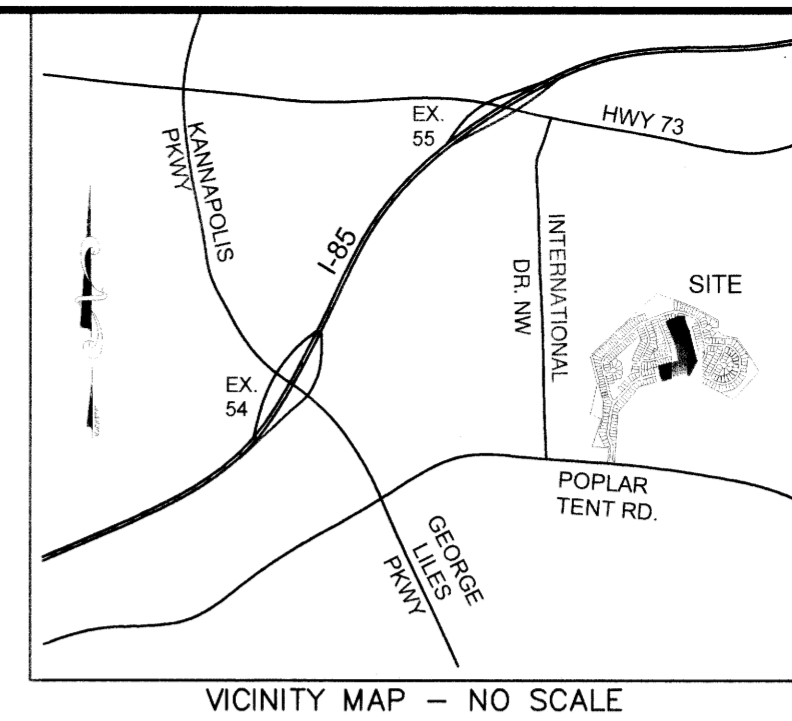 KANNAPOLIS
PKWY
EX.
55
HWY 73
I-85
INTERNATIONAL
DR. NW
SITE
EX.
54
POPLAR
TENT RD.
GEORGE
LILES
PKWY
VICINITY MAP – NO SCALE